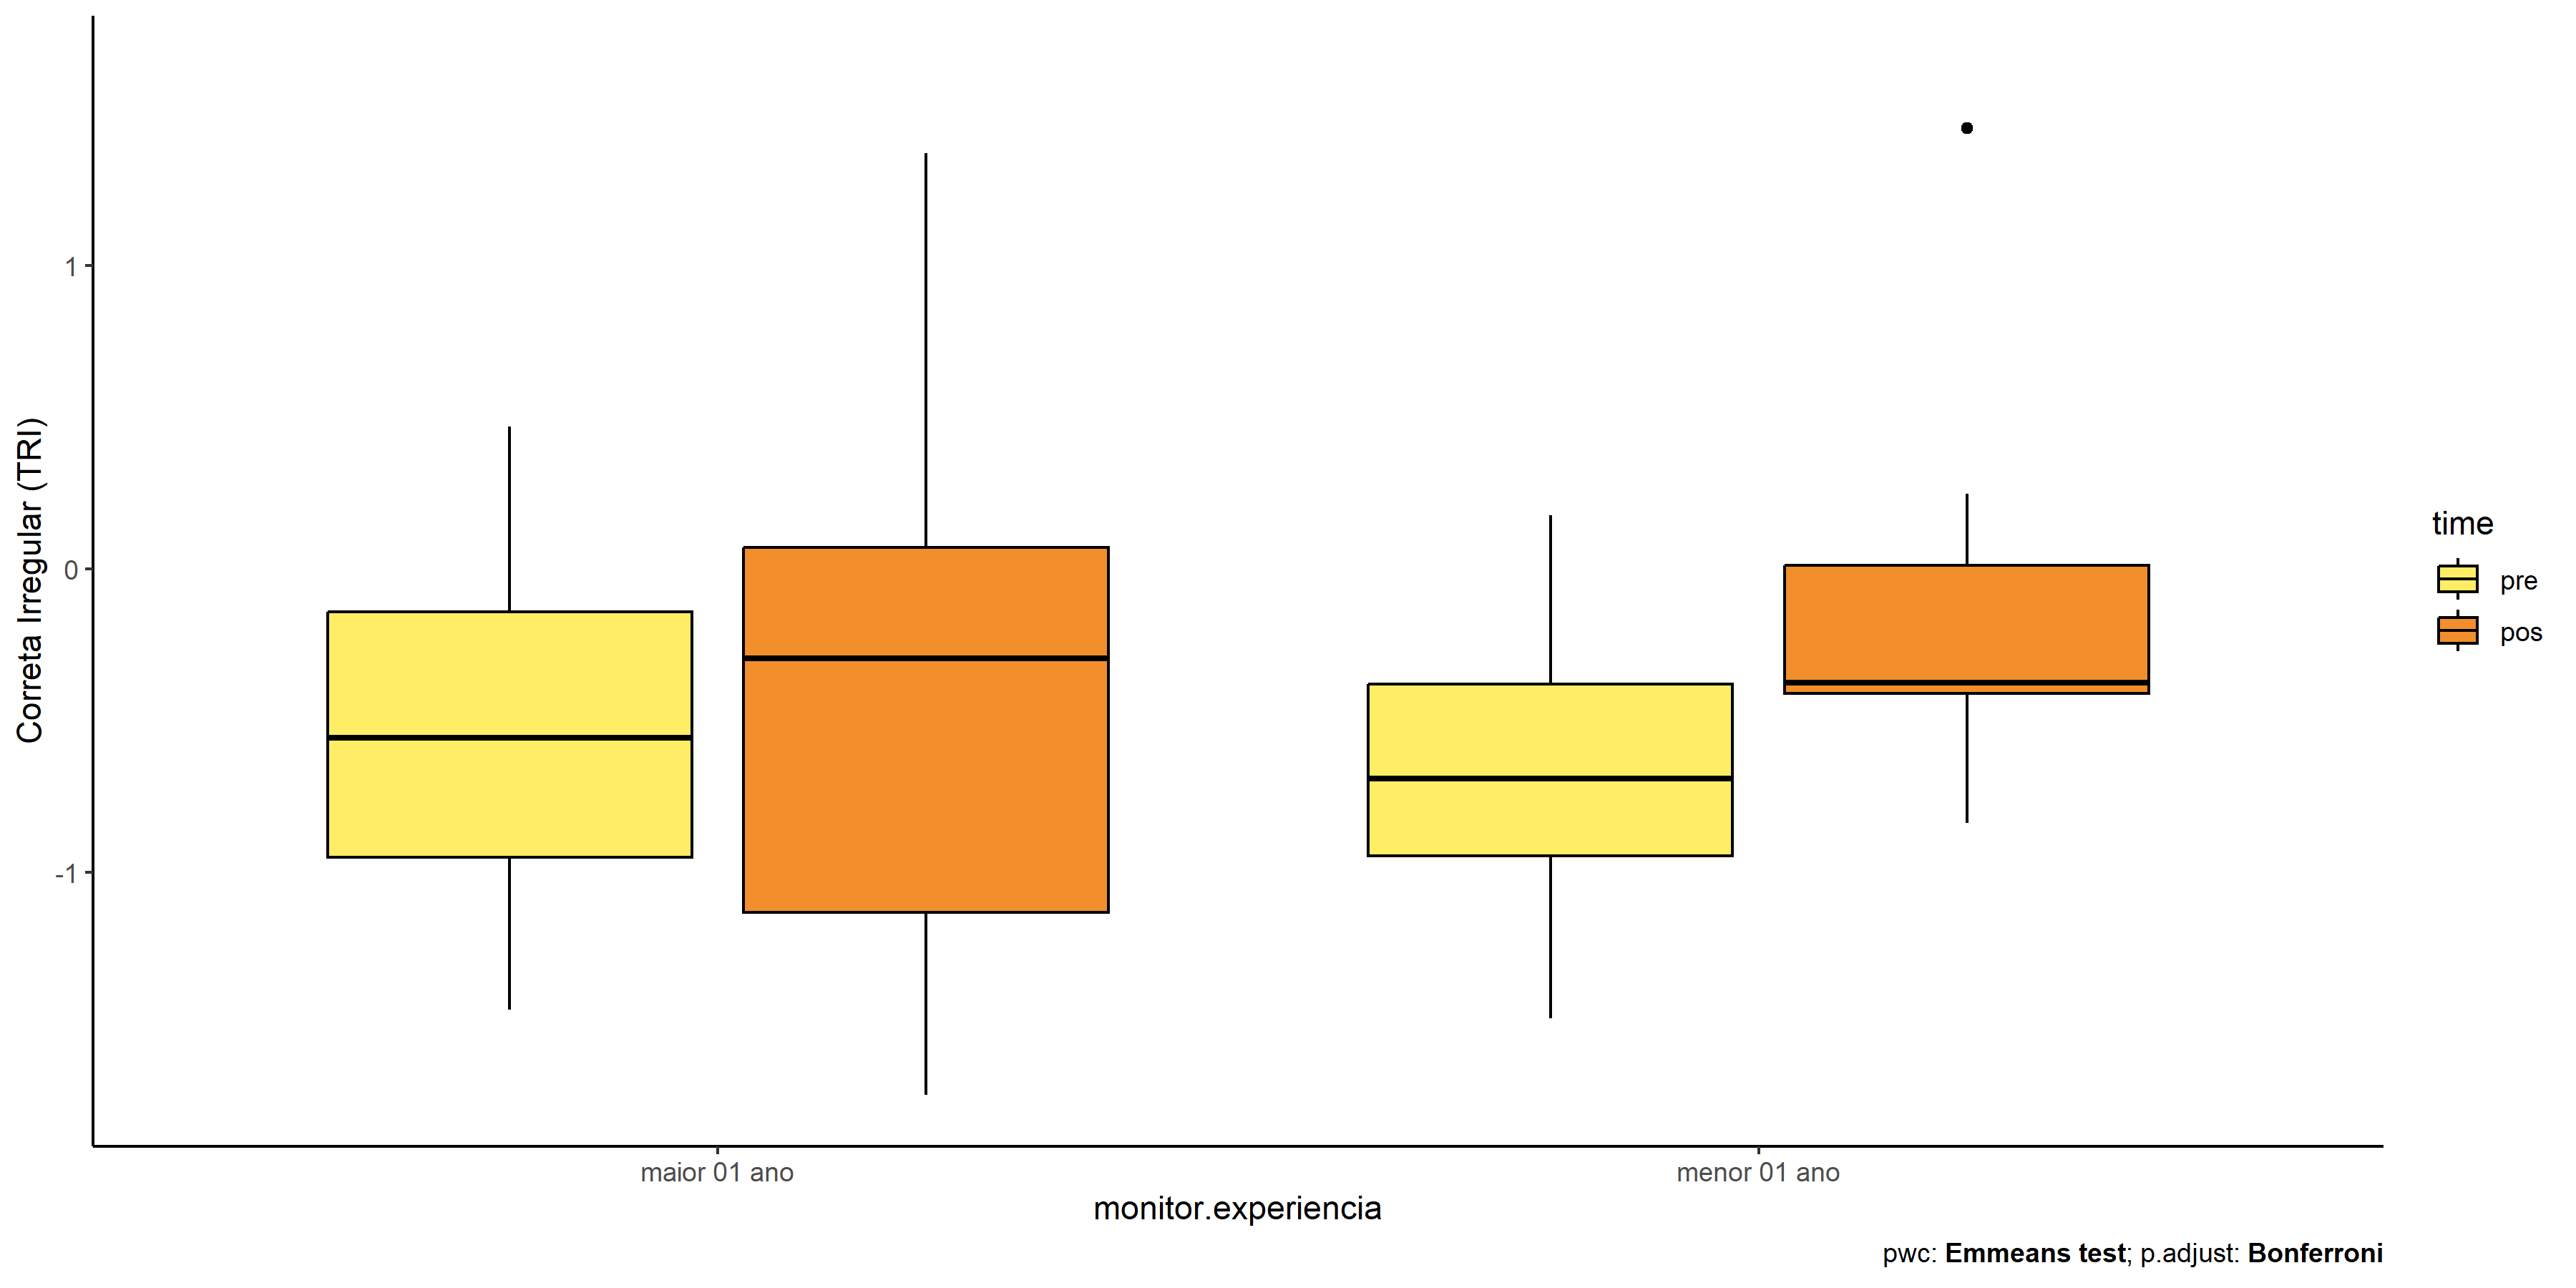 Correta Irregular (TRI)
1
0
-1
maior 01 ano
menor 01 ano
monitor.experiencia
time
pre
pos
pwc: Emmeans test; p.adjust: Bonferroni